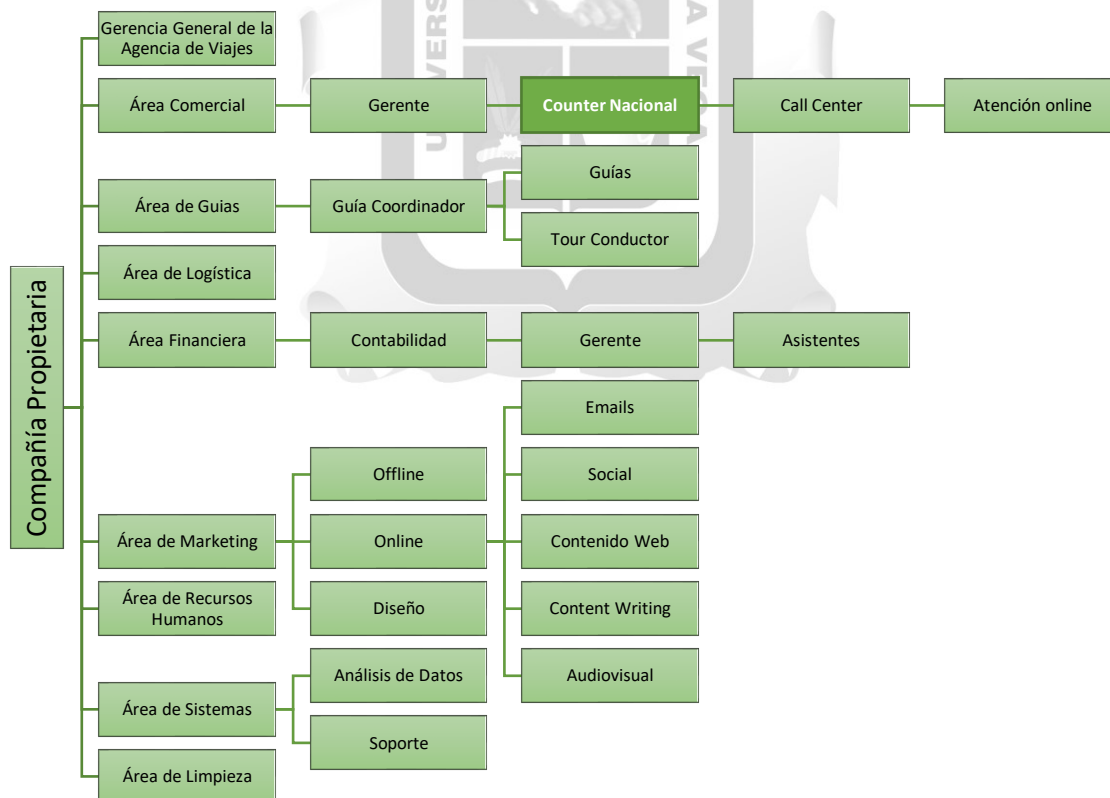 Gerencia General de la
Agencia de Viajes
Área Comercial
Gerente
Counter Nacional
Call Center
Atención online
Guías
Área de Guias
Guía Coordinador
Tour Conductor
Área de Logística
Compañía Propietaria
Área Financiera
Contabilidad
Gerente
Asistentes
Emails
Offline
Social
Área de Marketing
Online
Contenido Web
Área de Recursos
Humanos
Diseño
Content Writing
Análisis de Datos
Audiovisual
Área de Sistemas
Soporte
Área de Limpieza
UNIVERS
A VEGA